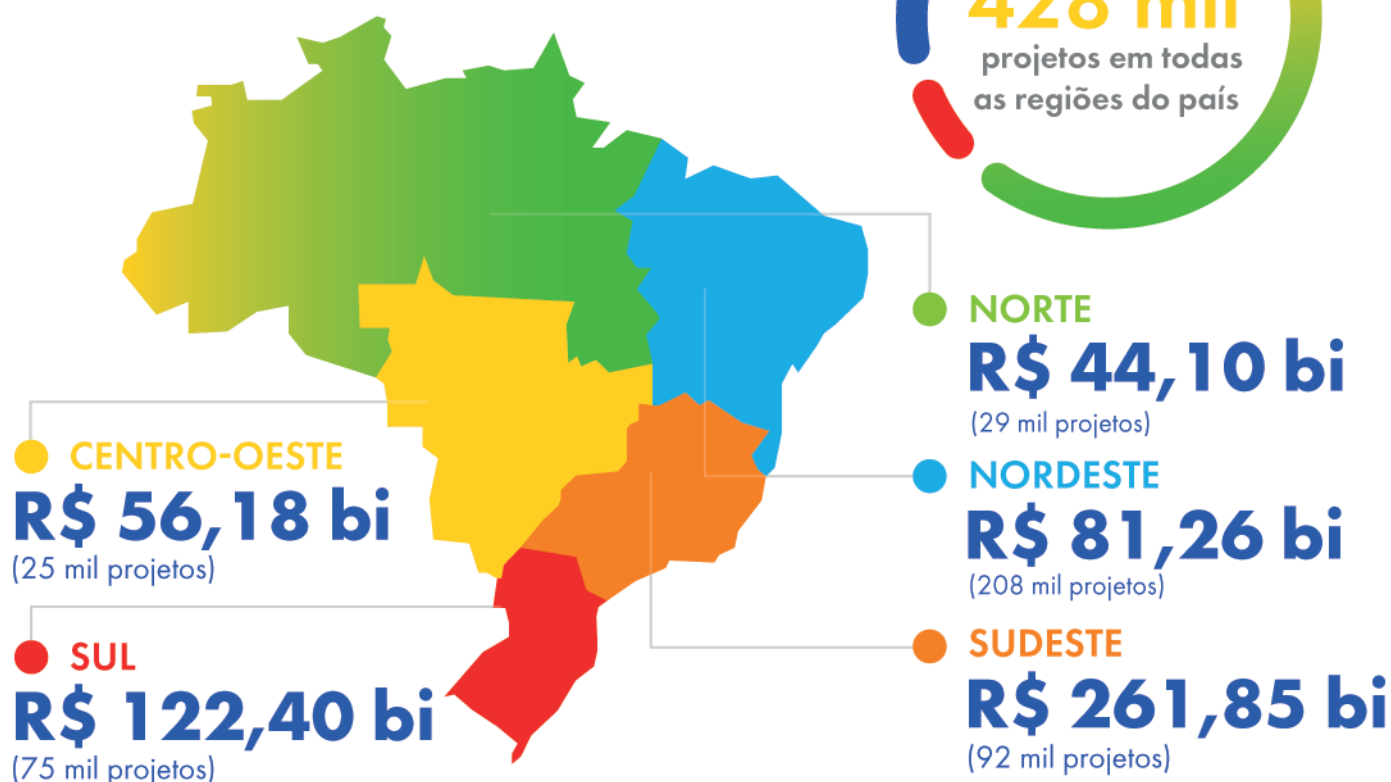 428 mil
projetos em todas
as regiões do país
NORTE
R$ 44,10 bi
(29 mil projetos)
NORDESTE
R$ 81,26 bi
(208 mil projetos)
SUDESTE
R$ 261,85 bi
(92 mil projetos)
CENTRO-OESTE
R$ 56,18 bi
(25 mil projetos)
SUL
R$ 122,40 bi
(75 mil projetos)